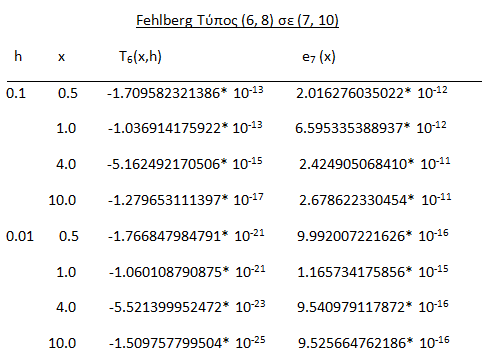 Fehlberg Τύπος (6, 8) σε (7, 10)
h x T₆(x,h) e₇ (x)
0.1 0.5 -1.709582321386* 10⁻¹³ 2.016276035022* 10⁻¹²
1.0 -1.036914175922* 10⁻¹³ 6.595335388937* 10⁻¹²
4.0 -5.162492170506* 10⁻¹⁵ 2.424905068410* 10⁻¹¹
10.0 -1.279653111397* 10⁻¹⁷ 2.678622330454* 10⁻¹¹
0.01 0.5 -1.766847984791* 10⁻²¹ 9.992007221626* 10⁻¹⁶
1.0 -1.060108790875* 10⁻²¹ 1.165734175856* 10⁻¹⁵
4.0 -5.521399952472* 10⁻²³ 9.540979117872* 10⁻¹⁶
10.0 -1.509757799504* 10⁻²⁵ 9.525664762186* 10⁻¹⁶